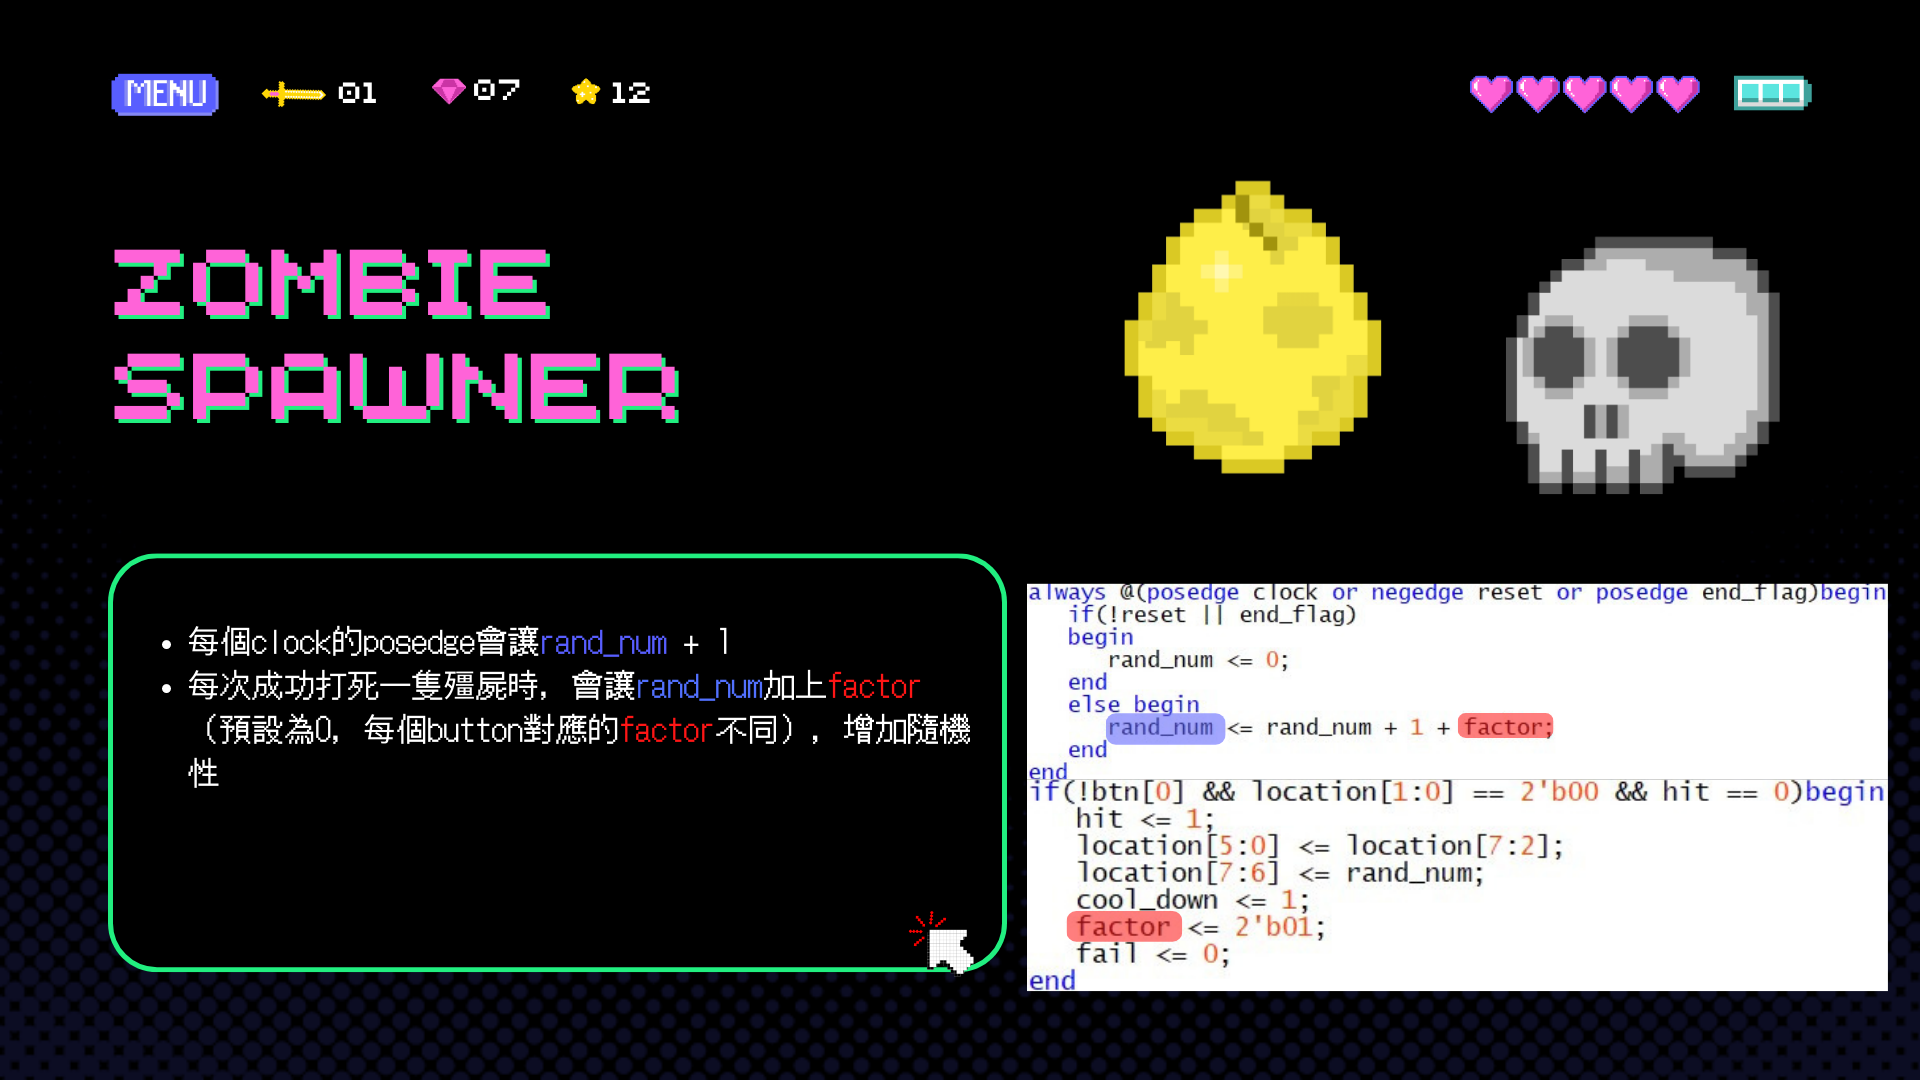 MENU 01 07 12
ZOMBIE
SPAWNER
• 每個clock的posedge會讓rand_num + 1
• 每次成功打死一隻殭屍時，會讓rand_num加上factor
（預設為0，每個button對應的factor不同），增加隨機
性
always @(posedge clock or negedge reset or posedge end_flag)begin
if(!reset || end_flag)
begin
rand_num <= 0;
end
else begin
rand_num <= rand_num + 1 + factor;
end
end
if(!btn[0] && location[1:0] == 2'b00 && hit == 0)begin
hit <= 1;
location[5:0] <= location[7:2];
location[7:6] <= rand_num;
cool_down <= 1;
factor <= 2'b01;
fail <= 0;
end